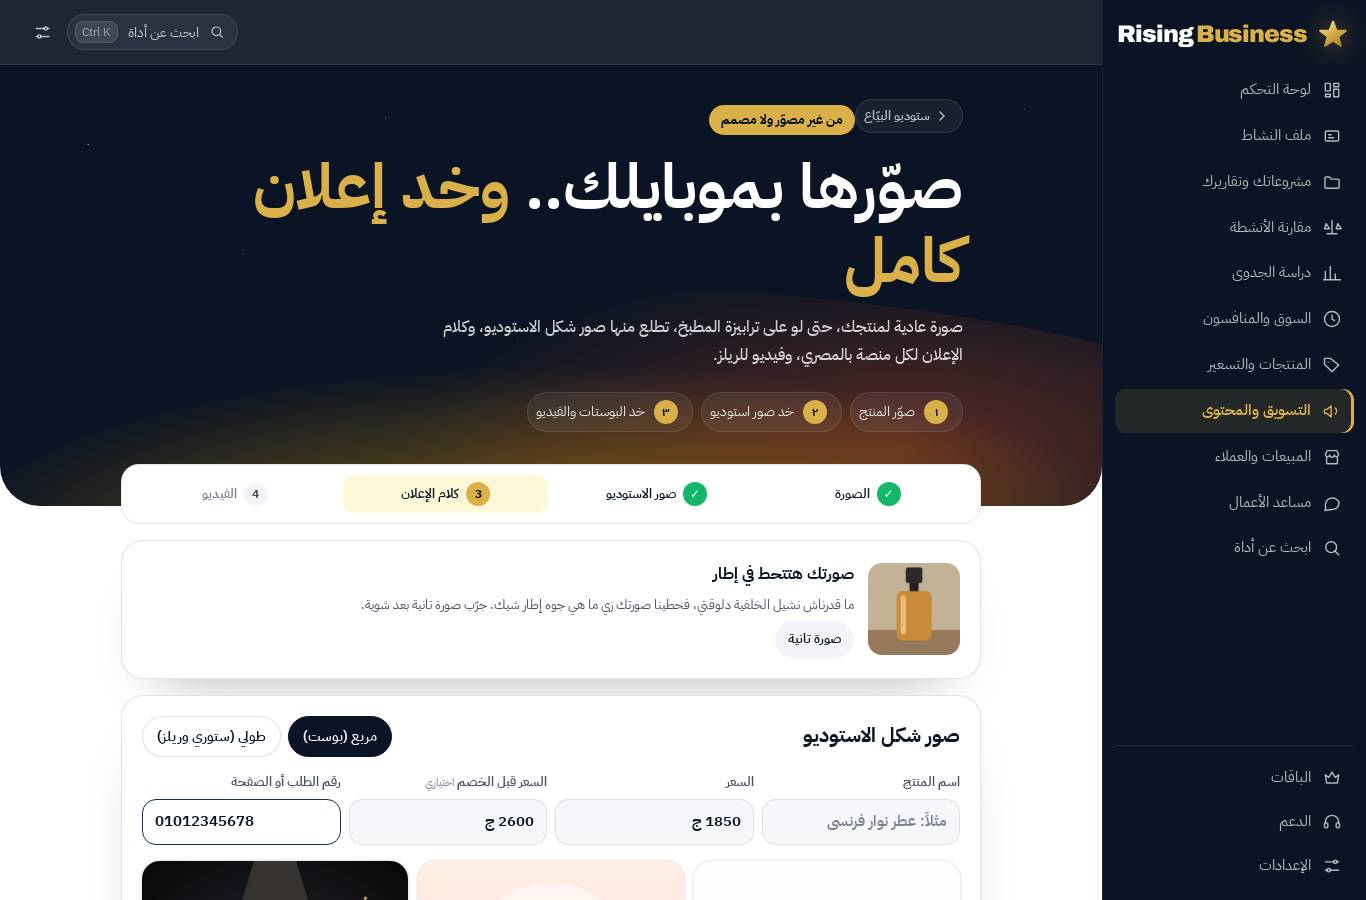 Rising Business
لوحة التحكم
ملف النشاط
مشروعاتك وتقاريرك
مقارنة الأنشطة
دراسة الجدوى
السوق والمنافسون
المنتجات والتسعير
التسويق والمحتوى
المبيعات والعملاء
مساعد الأعمال
ابحث عن أداة
الباقات
الدعم
الإعدادات
ابحث عن أداة Ctrl K
ستوديو البيّاع
من غير مصوّر ولا مصمم
صوّرها بموبايلك.. وخد إعلان
كامل
صورة عادية لمنتجك، حتى لو على ترابيزة المطبخ، تطلع منها صور شكل الاستوديو، وكلام
الإعلان لكل منصة بالمصري، وفيديو للريلز.
١ صوّر المنتج ٢ خد صور استوديو ٣ خد البوستات والفيديو
✓ الصورة ✓ صور الاستوديو 3 كلام الإعلان 4 الفيديو
صورتك هتتحط في إطار
ما قدرناش نشيل الخلفية دلوقتي، فحطينا صورتك زي ما هي جوه إطار شيك. جرّب صورة تانية بعد شوية.
صورة تانية
صور شكل الاستوديو
مربع (بوست) طولي (ستوري وريلز)
اسم المنتج السعر السعر قبل الخصم اختياري رقم الطلب أو الصفحة
مثلاً: عطر نوار فرنسي 1850 ج 2600 ج 01012345678